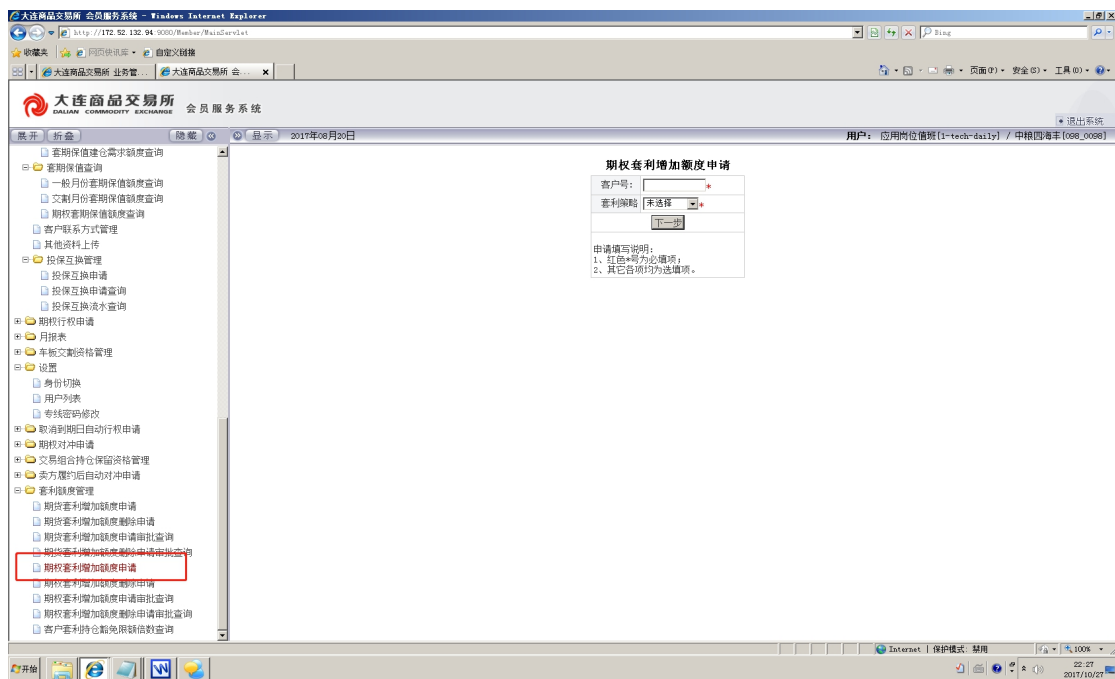 大连商品交易所 会员服务系统 - Windows Internet Explorer
http://172.52.132.94:9080/Member/MainServlet
Bing
收藏夹
网页快讯库
自定义链接
大连商品交易所 业务管...
大连商品交易所 会...
页面(P)
安全(S)
工具(O)
大连商品交易所
DALIAN COMMODITY EXCHANGE
会员服务系统
退出系统
展开
折叠
隐藏
显示
2017年08月20日
用户: 应用岗位值班[1-tech-daily] / 中粮四海丰[098_0098]
套期保值建仓需求额度查询
套期保值查询
一般月份套期保值额度查询
交割月份套期保值额度查询
期权套期保值额度查询
客户联系方式管理
其他资料上传
投保互换管理
投保互换申请
投保互换申请查询
投保互换流水查询
期权行权申请
月报表
车板交割资格管理
设置
身份切换
用户列表
专线密码修改
取消到期日自动行权申请
期权对冲申请
交易组合持仓保留资格管理
卖方履约后自动对冲申请
套利额度管理
期货套利增加额度申请
期货套利增加额度删除申请
期货套利增加额度申请审批查询
期货套利增加额度删除申请审批查询
期权套利增加额度申请
期权套利增加额度删除申请
期权套利增加额度申请审批查询
期权套利增加额度删除申请审批查询
客户套利持仓豁免限额倍数查询
期权套利增加额度申请
客户号: *
套利策略 未选择 *
下一步
申请填写说明:
1、红色*号为必填项;
2、其它各项均为选填项。
Internet | 保护模式: 禁用
100%
开始
22:27
2017/10/27